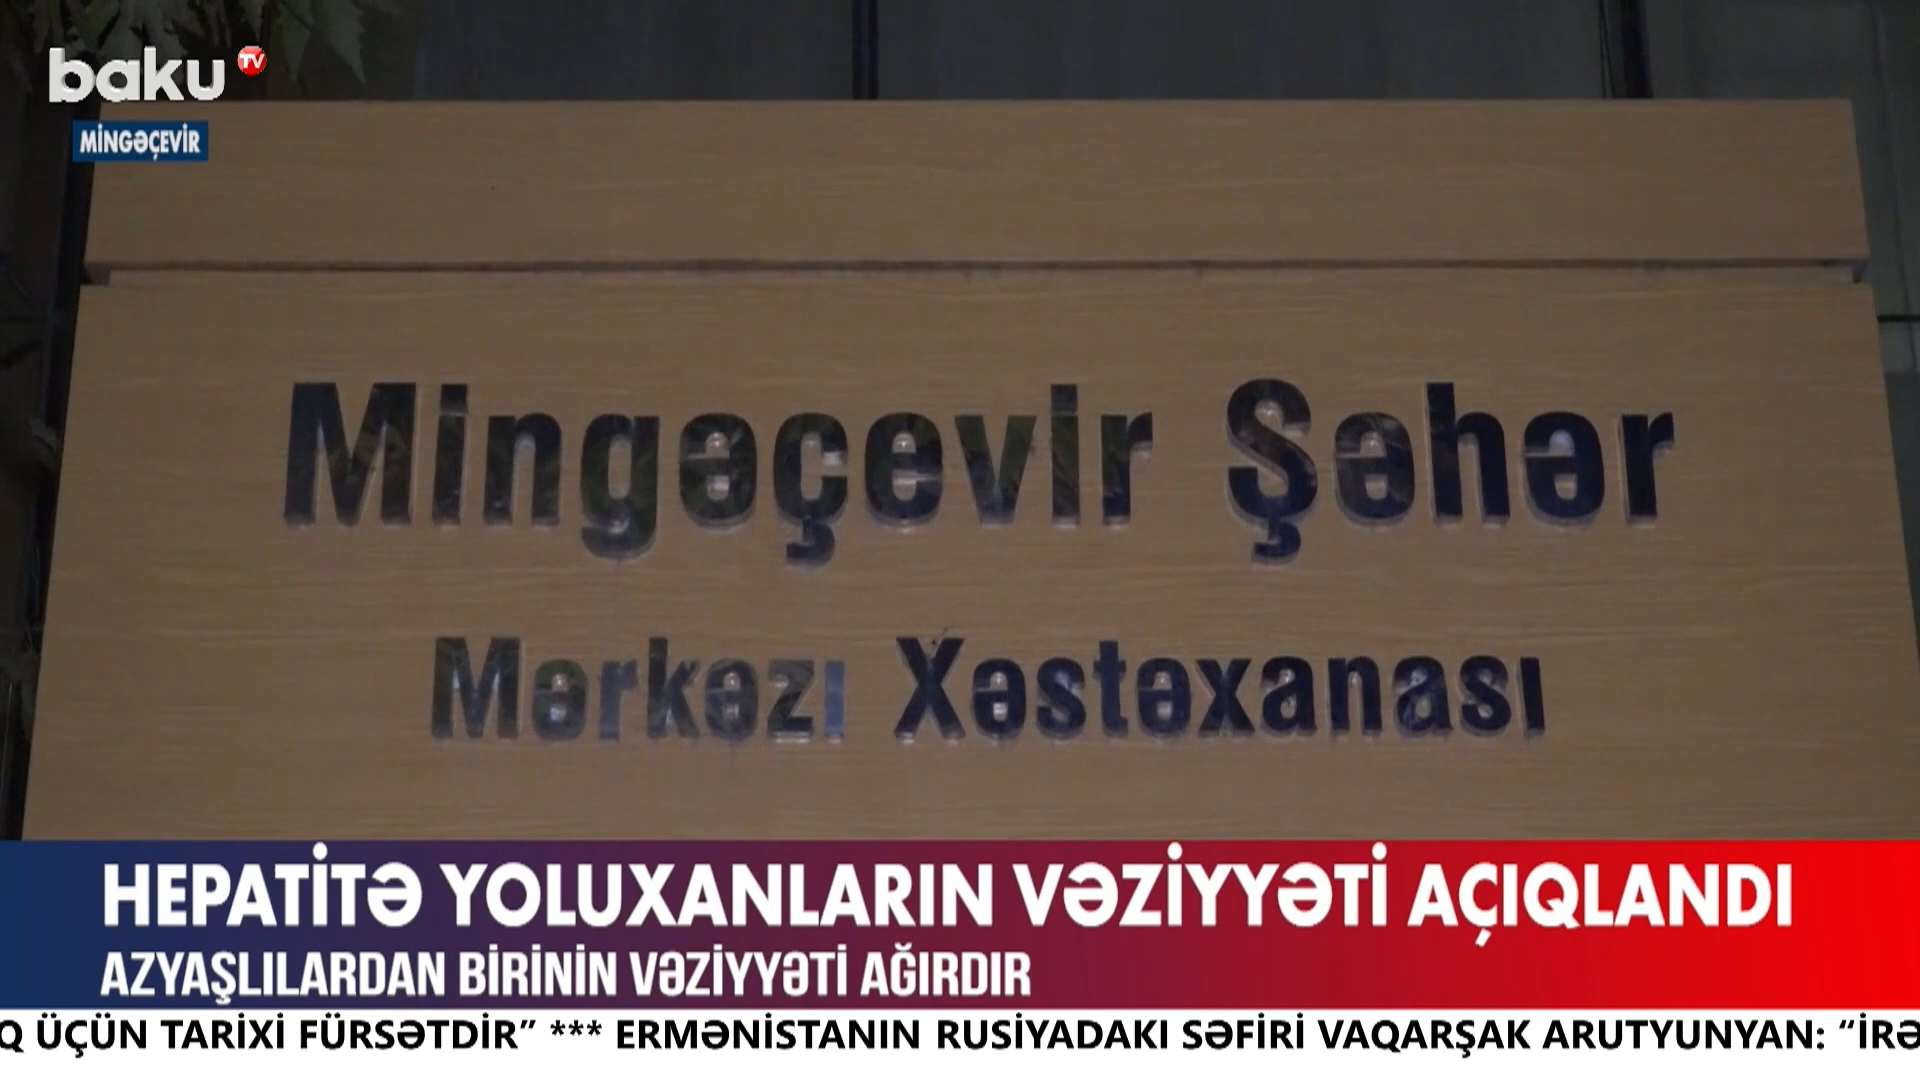 baku TV
MİNGƏÇEVİR
Mingəçevir Şəhər
Mərkəzi Xəstəxanası
HEPATİTƏ YOLUXANLARIN VƏZİYYƏTİ AÇIQLANDI
AZYAŞLILARDAN BİRİNİN VƏZİYYƏTİ AĞIRDIR
ÜÇÜN TARİXİ FÜRSƏTDİR” *** ERMƏNİSTANIN RUSİYADAKI SƏFİRİ VAQARŞAK ARUTYUNYAN: